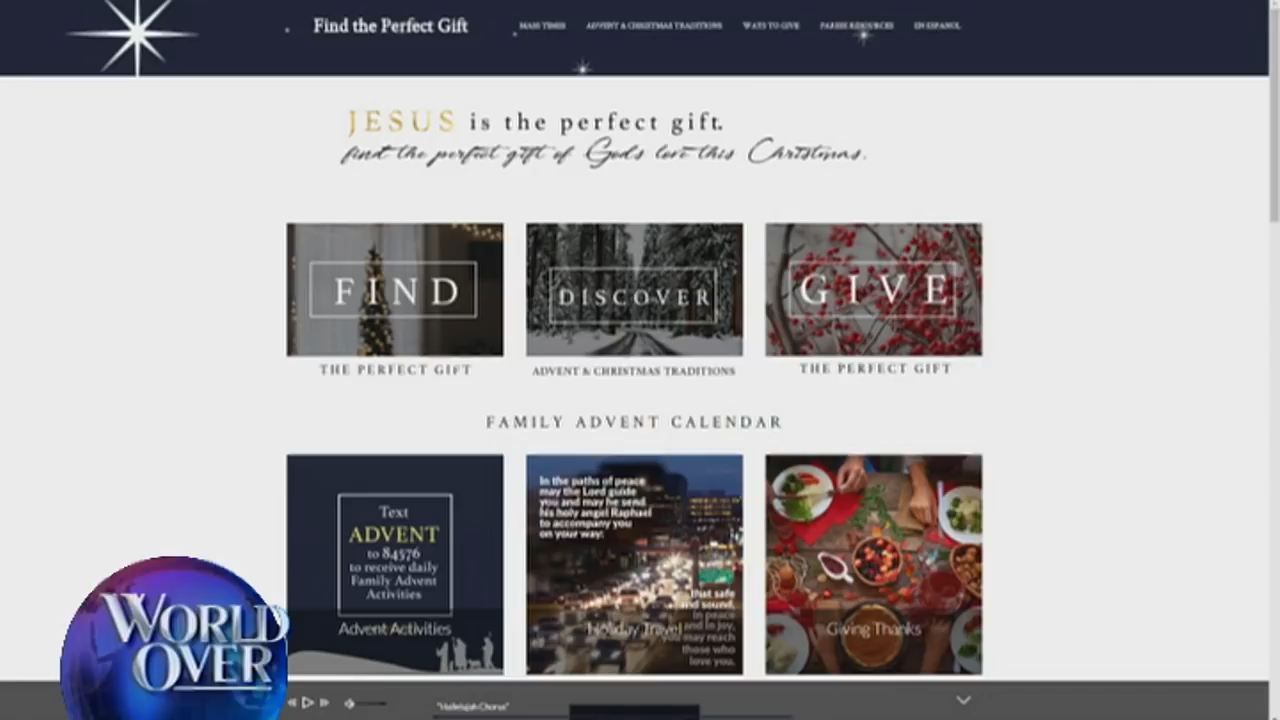 Find the Perfect Gift
MASS TIMES
ADVENT & CHRISTMAS TRADITIONS
WAYS TO GIVE
PARISH RESOURCES
EN ESPANOL
JESUS is the perfect gift.
find the perfect gift of God's love this Christmas.
FIND
DISCOVER
GIVE
THE PERFECT GIFT
ADVENT & CHRISTMAS TRADITIONS
THE PERFECT GIFT
FAMILY ADVENT CALENDAR
Text
ADVENT
to 84576
to receive daily
Family Advent
Activities
Advent Activities
In the paths of peace
may the Lord guide
you and may he send
his holy angel Raphael
to accompany you
on your way:
that safe
and sound,
in peace
and in joy,
you may reach
those who
love you.
Holiday Travel
Giving Thanks
WORLD
OVER
"Hallelujah Chorus"